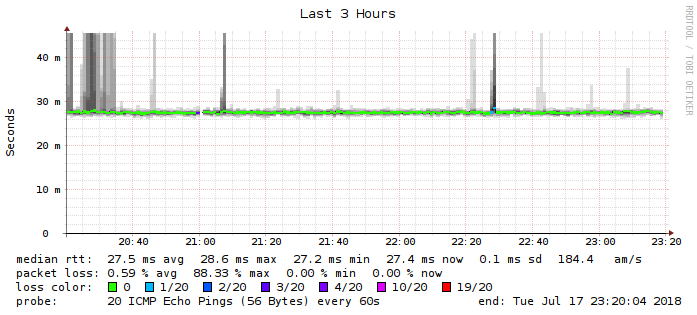 Last 3 Hours
RRDTOOL / TOBI OETIKER
Seconds
40 m
30 m
20 m
10 m
0
20:40 21:00 21:20 21:40 22:00 22:20 22:40 23:00 23:20
median rtt: 27.5 ms avg 28.6 ms max 27.2 ms min 27.4 ms now 0.1 ms sd 184.4 am/s
packet loss: 0.59 % avg 88.33 % max 0.00 % min 0.00 % now
loss color: 0 1/20 2/20 3/20 4/20 10/20 19/20
probe: 20 ICMP Echo Pings (56 Bytes) every 60s end: Tue Jul 17 23:20:04 2018